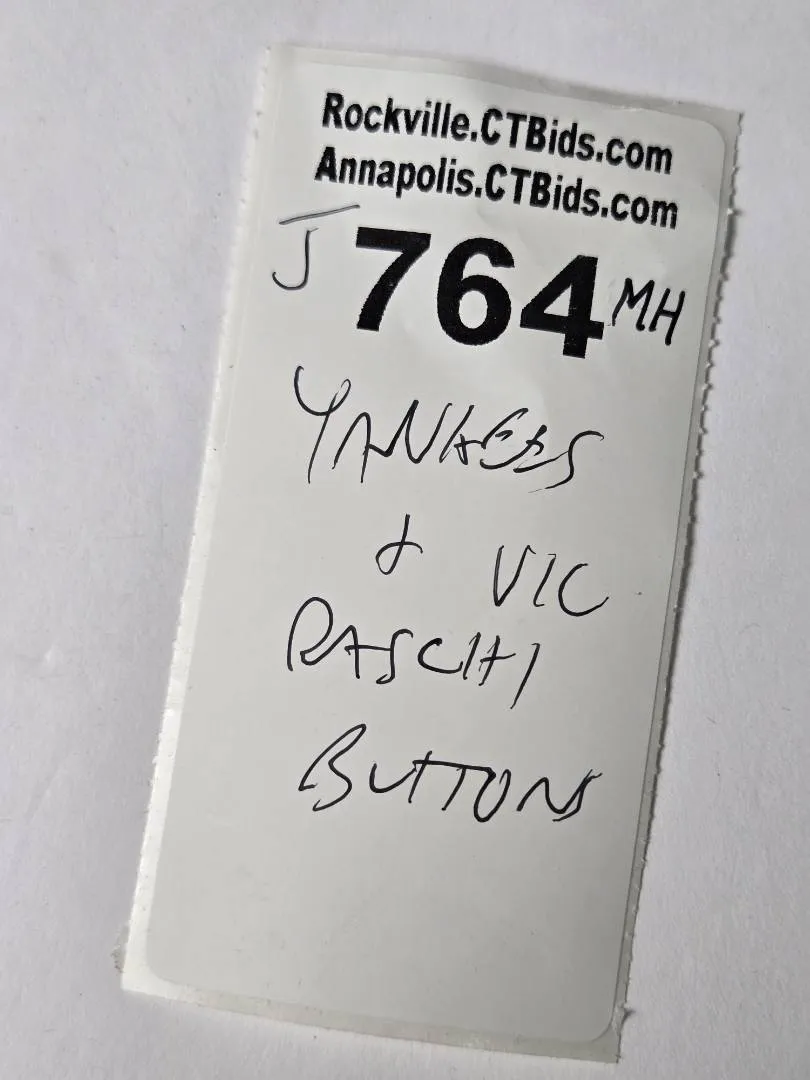 Rockville.CTBids.com
Annapolis.CTBids.com
J 764 MH
YANKEES
& VIC
RASCHI
BUTTONS